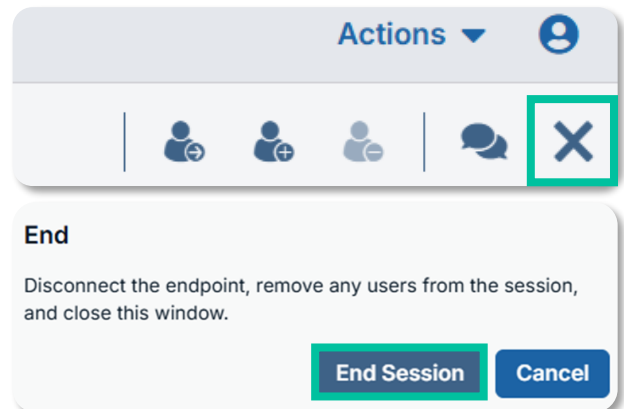 Actions
End
Disconnect the endpoint, remove any users from the session,
and close this window.
End Session Cancel